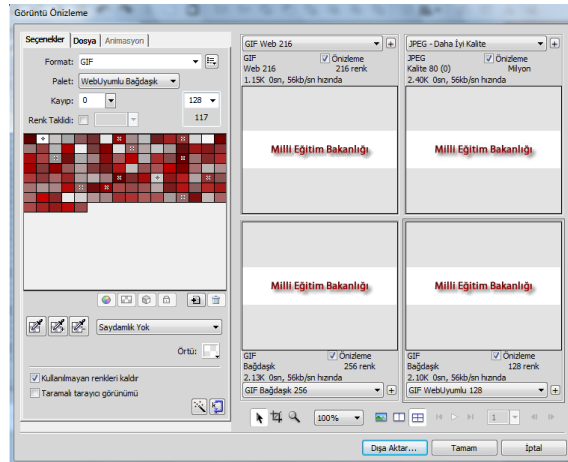 Görüntü Önizleme
Seçenekler Dosya Animasyon
Format: GIF
Palet: WebUyumlu Bağdaşık
Kayıp: 0 128
Renk Taklidi: 117
Saydamlık Yok
Örtü:
Kullanılmayan renkleri kaldır
Taramalı tarayıcı görünümü
GIF Web 216
GIF Önizleme
Web 216 216 renk
1.15K 0sn, 56kb/sn hızında
Milli Eğitim Bakanlığı
JPEG - Daha İyi Kalite
JPEG Önizleme
Kalite 80 (0) Milyon
2.40K 0sn, 56kb/sn hızında
Milli Eğitim Bakanlığı
Milli Eğitim Bakanlığı
GIF Önizleme
Bağdaşık 256 renk
2.13K 0sn, 56kb/sn hızında
GIF Bağdaşık 256
Milli Eğitim Bakanlığı
GIF Önizleme
Bağdaşık 128 renk
2.10K 0sn, 56kb/sn hızında
GIF WebUyumlu 128
100% 1
Dışa Aktar... Tamam İptal